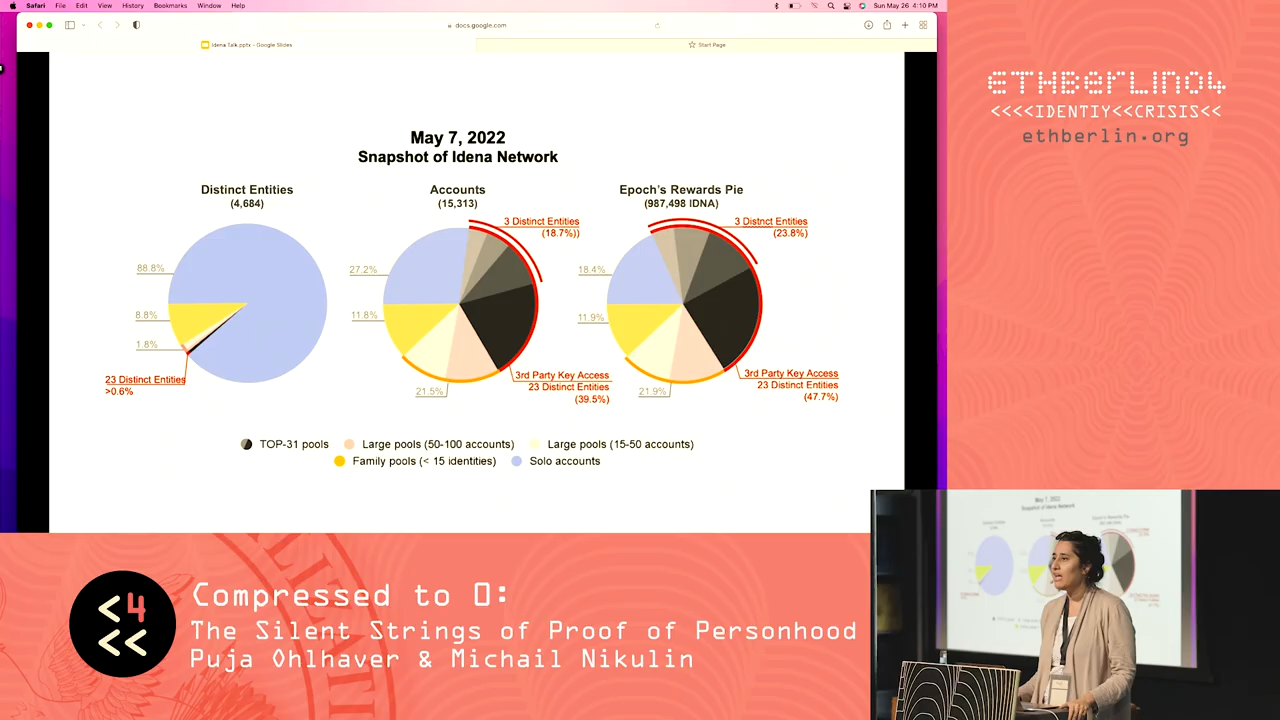 Safari File Edit View History Bookmarks Window Help
Sun May 26 4:10 PM
docs.google.com
Idena Talk.pptx - Google Slides
Start Page
May 7, 2022
Snapshot of Idena Network
Distinct Entities
(4,684)
88.8%
8.8%
1.8%
23 Distinct Entities
>0.6%
Accounts
(15,313)
3 Distinct Entities
(18.7%))
27.2%
11.8%
21.5%
3rd Party Key Access
23 Distinct Entities
(39.5%)
Epoch's Rewards Pie
(987,498 IDNA)
3 Distnct Entities
(23.8%)
18.4%
11.9%
21.9%
3rd Party Key Access
23 Distinct Entities
(47.7%)
TOP-31 pools
Large pools (50-100 accounts)
Large pools (15-50 accounts)
Family pools (< 15 identities)
Solo accounts
ETHBerlin04
<<<<IDENTIY<<CRISIS<<
ethberlin.org
<4
<<
Compressed to 0:
The Silent Strings of Proof of Personhood
Puja Ohlhaver & Michail Nikulin